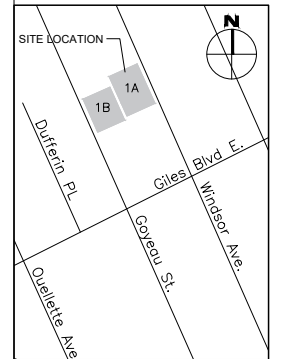 N
SITE LOCATION
1A
1B
Dufferin PL
Giles Blvd E.
Windsor Ave.
Goyeau St.
Ouellette Ave